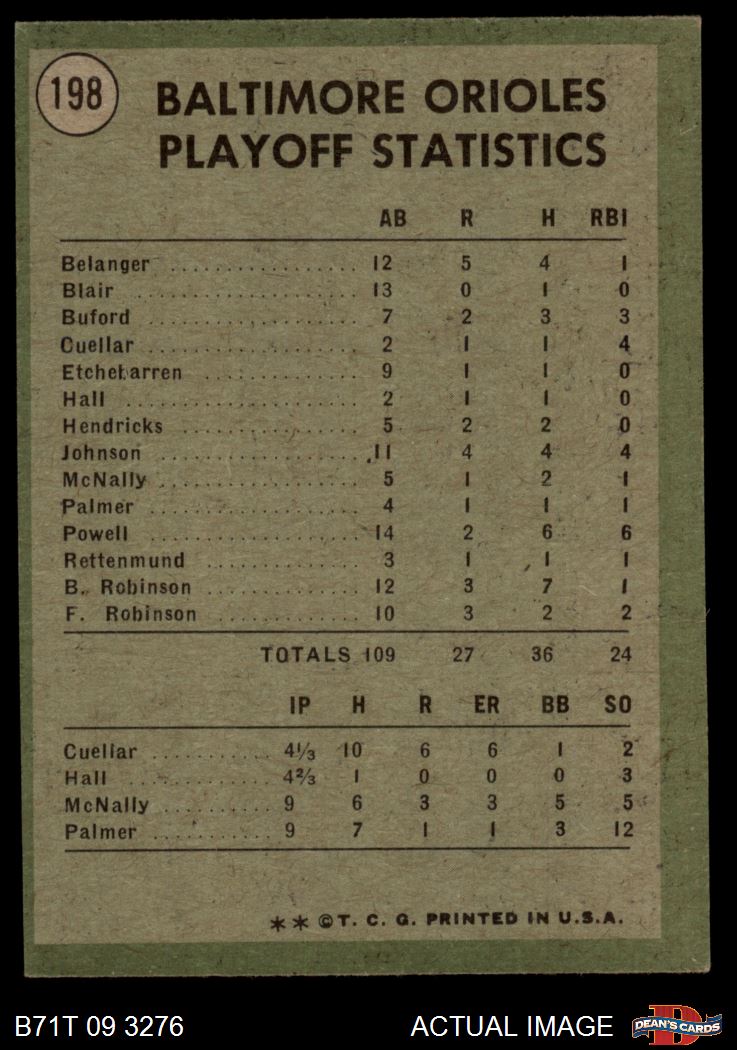 198
BALTIMORE ORIOLES
PLAYOFF STATISTICS
AB R H RBI
Belanger .................. 12 5 4 1
Blair .................. 13 0 1 0
Buford .................. 7 2 3 3
Cuellar .................. 2 1 1 4
Etchebarren .................. 9 1 1 0
Hall .................. 2 1 1 0
Hendricks .................. 5 2 2 0
Johnson .................. 11 4 4 4
McNally .................. 5 1 2 1
Palmer .................. 4 1 1 1
Powell .................. 14 2 6 6
Rettenmund .................. 3 1 1 1
B. Robinson .................. 12 3 7 1
F. Robinson .................. 10 3 2 2
TOTALS 109 27 36 24
IP H R ER BB SO
Cuellar ........... 4⅓ 10 6 6 1 2
Hall ........... 4⅔ 1 0 0 0 3
McNally ........... 9 6 3 3 5 5
Palmer ........... 9 7 1 1 3 12
** ©T. C. G. PRINTED IN U.S.A.
B71T 09 3276 ACTUAL IMAGE D DEAN'S CARDS